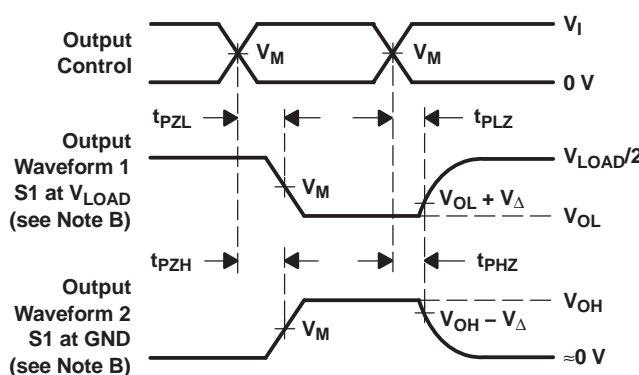 Output
Control
V_I
V_M
V_M
0 V
t_PZL
t_PLZ
Output
Waveform 1
S1 at V_LOAD
(see Note B)
V_LOAD/2
V_M
V_OL + V_Δ
V_OL
t_PZH
t_PHZ
Output
Waveform 2
S1 at GND
(see Note B)
V_OH
V_M
V_OH – V_Δ
≈0 V